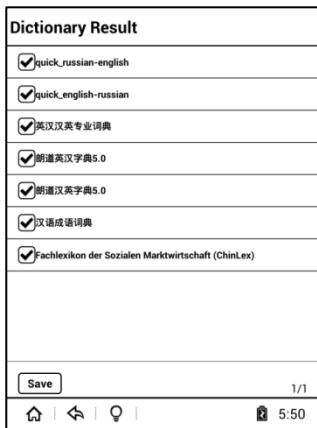 Dictionary Result
quick_russian-english
quick_english-russian
英汉汉英专业词典
朗道英汉字典5.0
朗道汉英字典5.0
汉语成语词典
Fachlexikon der Sozialen Marktwirtschaft (ChinLex)
Save
1/1
5:50